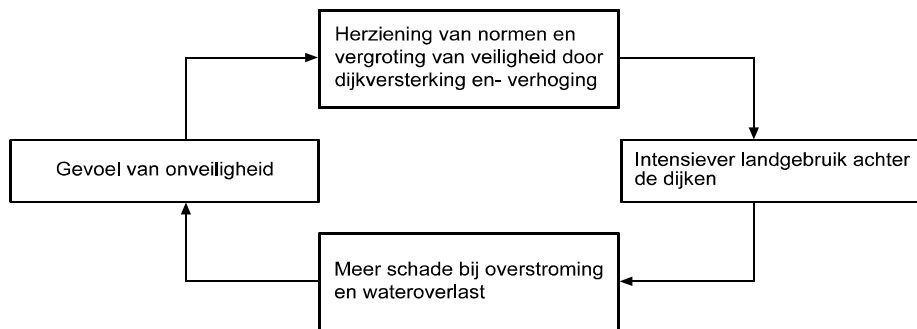 Herziening van normen en
vergroting van veiligheid door
dijkversterking en- verhoging
Gevoel van onveiligheid
Intensiever landgebruik achter
de dijken
Meer schade bij overstroming
en wateroverlast